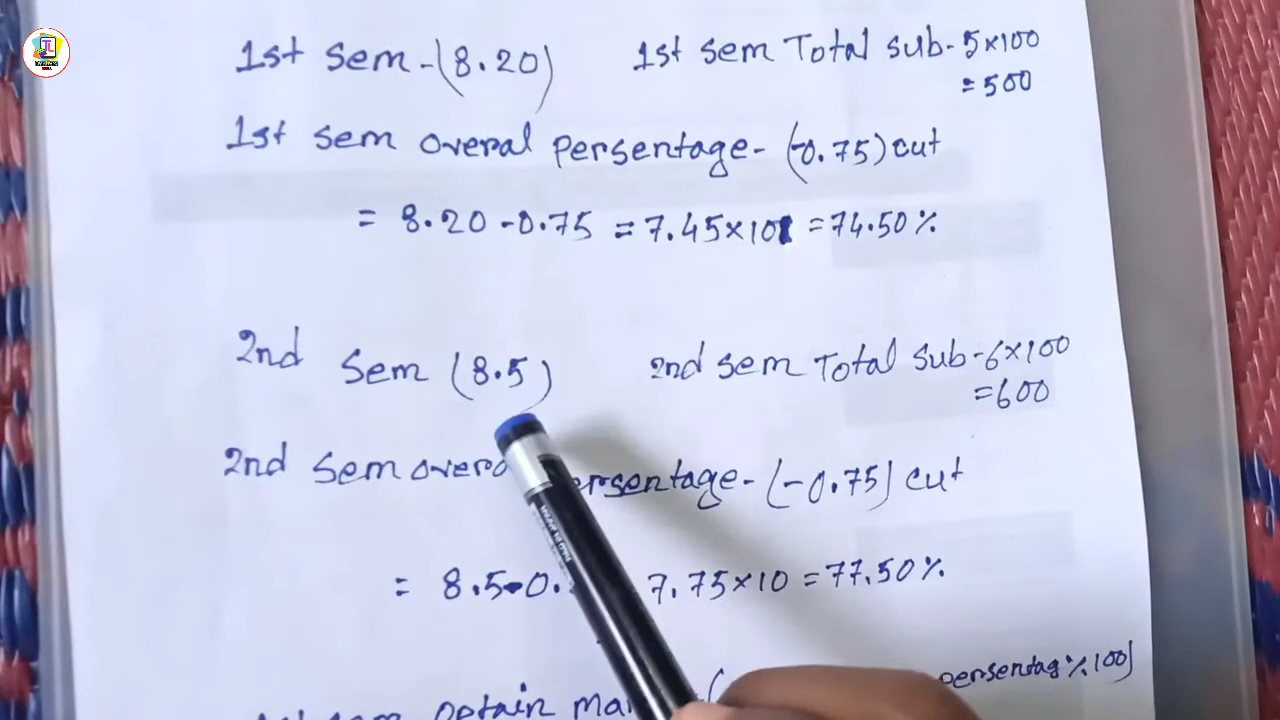 1st sem - (8.20)
1st sem Total sub - 5×100
= 500
1st sem overal persentage - (-0.75) cut
= 8.20 - 0.75 = 7.45×10 = 74.50%
2nd sem (8.5)
2nd sem Total sub - 6×100
= 600
2nd sem persentage - (-0.75) cut
= 8.5 - 0. 7.75×10 = 77.50%
sem optain ( persentag % 100)